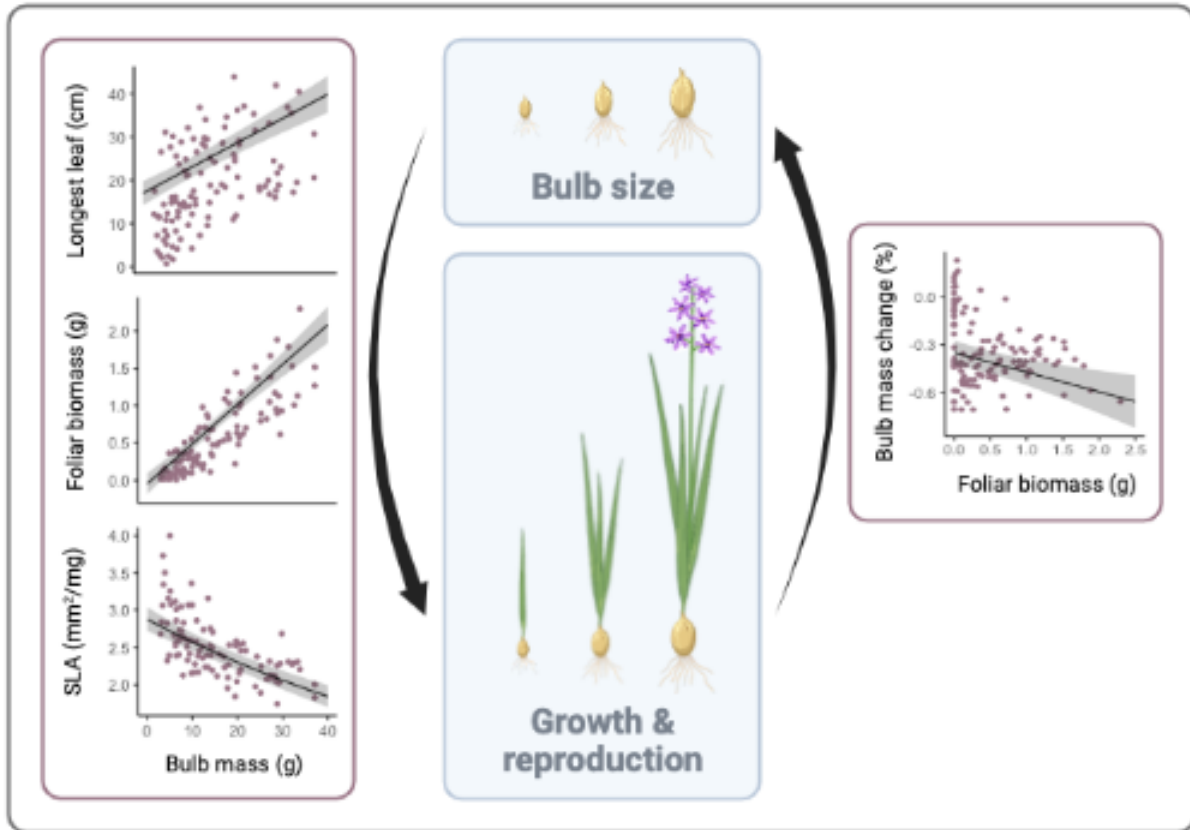 Longest leaf (cm)
40
30
20
10
0
Foliar biomass (g)
2.0
1.5
1.0
0.5
0.0
SLA (mm²/mg)
4.0
3.5
3.0
2.5
2.0
0 10 20 30 40
Bulb mass (g)
Bulb size
Growth &
reproduction
Bulb mass change (%)
0.0
-0.3
-0.6
0.0 0.5 1.0 1.5 2.0 2.5
Foliar biomass (g)